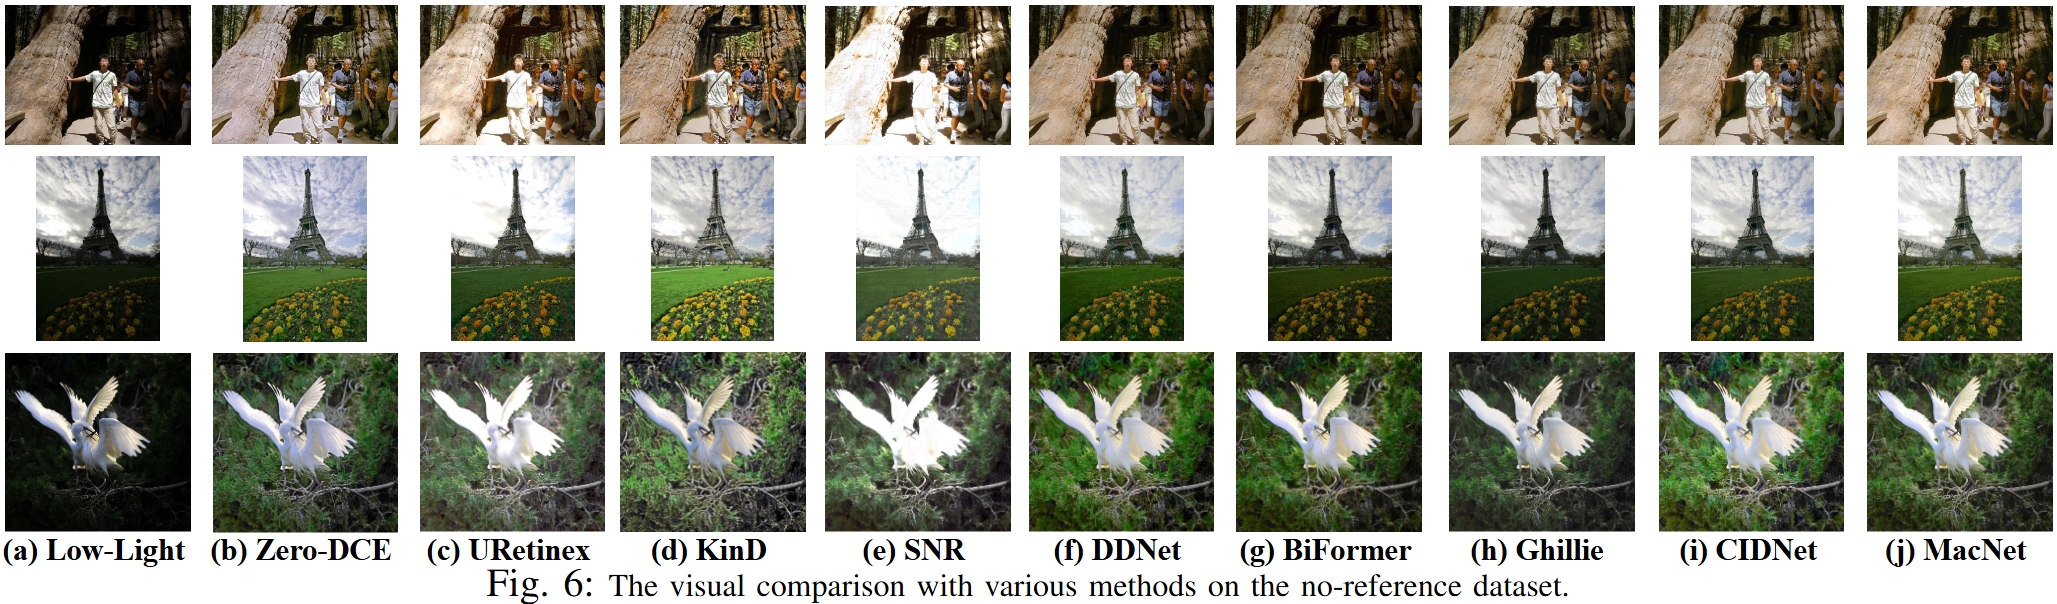 (a) Low-Light (b) Zero-DCE (c) URetinex (d) KinD (e) SNR (f) DDNet (g) BiFormer (h) Ghillie (i) CIDNet (j) MacNet
Fig. 6: The visual comparison with various methods on the no-reference dataset.